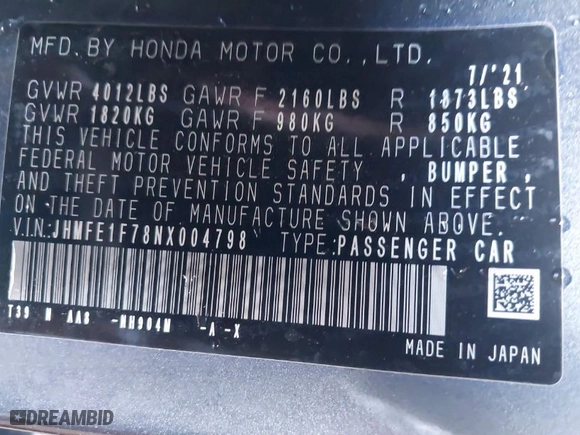 MFD.BY HONDA MOTOR CO.,LTD.
7/'21
GVWR 4012LBS GAWR F 2160LBS R 1873LBS
GVWR 1820KG GAWR F 980KG R 850KG
THIS VEHICLE CONFORMS TO ALL APPLICABLE
FEDERAL MOTOR VEHICLE SAFETY , BUMPER ,
AND THEFT PREVENTION STANDARDS IN EFFECT
ON THE DATE OF MANUFACTURE SHOWN ABOVE.
V.I.N:JHMFE1F78NX004798 TYPE:PASSENGER CAR
T39 M AA8 -NH904M -A -X
MADE IN JAPAN
DREAMBID